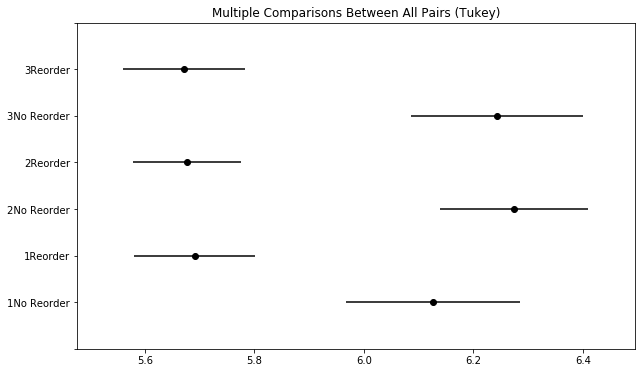 Multiple Comparisons Between All Pairs (Tukey)
3Reorder
3No Reorder
2Reorder
2No Reorder
1Reorder
1No Reorder
5.6 5.8 6.0 6.2 6.4